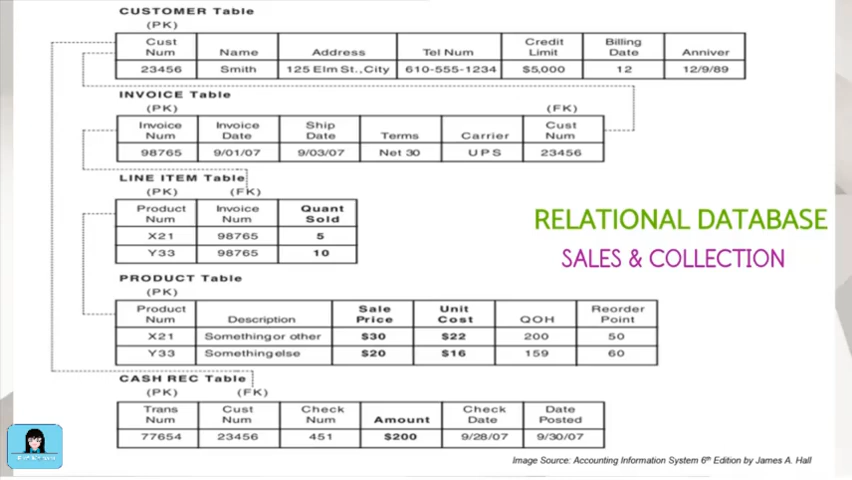 CUSTOMER Table
(PK)
Cust Num Name Address Tel Num Credit Limit Billing Date Anniver
23456 Smith 125 Elm St., City 610-555-1234 $5,000 12 12/9/89
INVOICE Table
(PK) (FK)
Invoice Num Invoice Date Ship Date Terms Carrier Cust Num
98765 9/01/07 9/03/07 Net 30 UPS 23456
LINE ITEM Table
(PK) (FK)
Product Num Invoice Num Quant Sold
X21 98765 5
Y33 98765 10
RELATIONAL DATABASE
SALES & COLLECTION
PRODUCT Table
(PK)
Product Num Description Sale Price Unit Cost QOH Reorder Point
X21 Something or other $30 $22 200 50
Y33 Something else $20 $16 159 60
CASH REC Table
(PK) (FK)
Trans Num Cust Num Check Num Amount Check Date Date Posted
77654 23456 451 $200 9/28/07 9/30/07
Image Source: Accounting Information System 6th Edition by James A. Hall